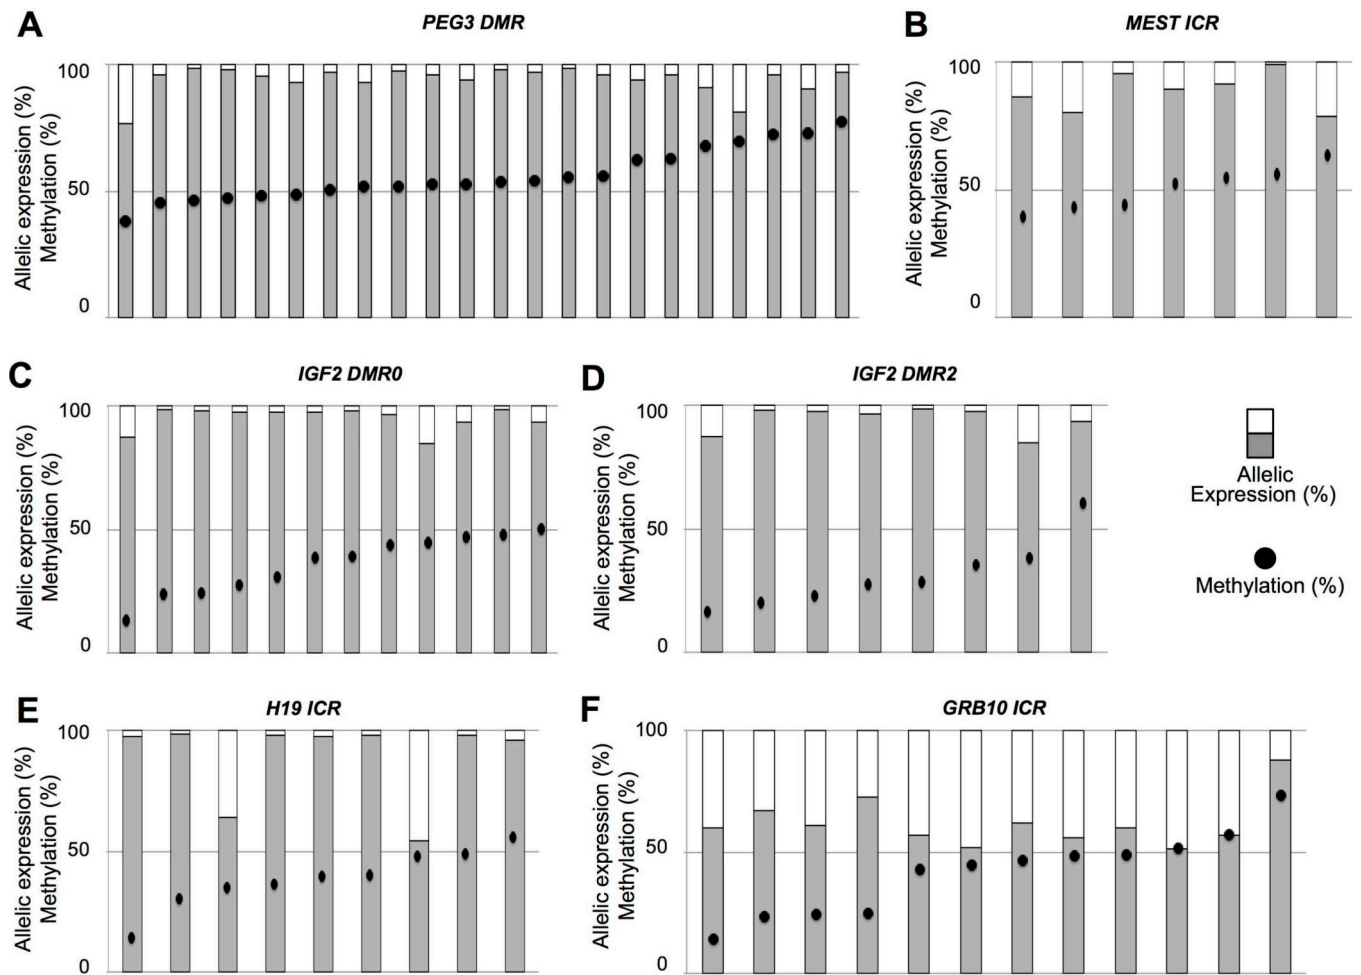 A
PEG3 DMR
Allelic expression (%)
Methylation (%)
100
50
0
B
MEST ICR
Allelic expression (%)
Methylation (%)
100
50
0
C
IGF2 DMR0
Allelic expression (%)
Methylation (%)
100
50
0
D
IGF2 DMR2
Allelic expression (%)
Methylation (%)
100
50
0
Allelic
Expression (%)
Methylation (%)
E
H19 ICR
Allelic expression (%)
Methylation (%)
100
50
0
F
GRB10 ICR
Allelic expression (%)
Methylation (%)
100
50
0